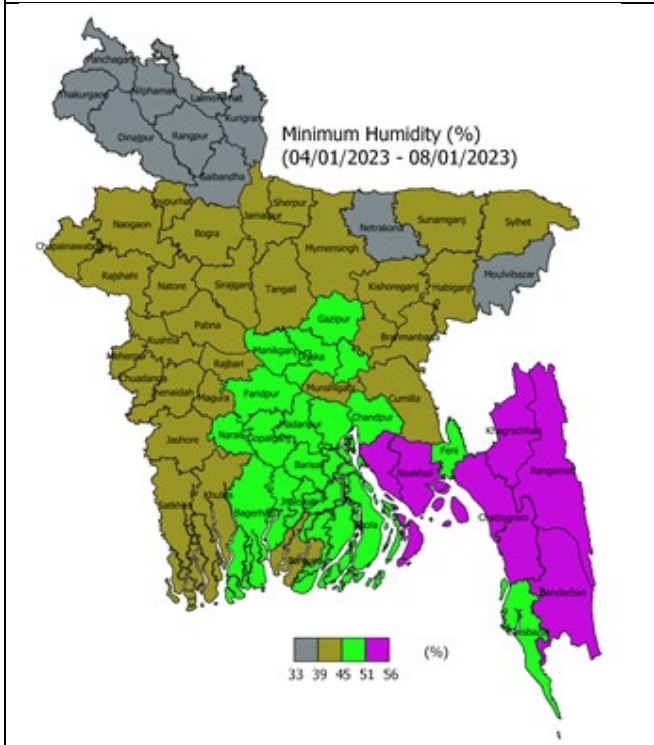 Panchagarh
Thakurgaon
Nilphamari
Lalmonirhat
Kurigram
Dinajpur
Rangpur
Gaibandha
Minimum Humidity (%)
(04/01/2023 - 08/01/2023)
Joypurhat
Sherpur
Naogaon
Jamalpur
Netrakona
Sunamganj
Sylhet
Bogra
Mymensingh
Chapainawabganj
Moulvibazar
Rajshahi
Natore
Sirajganj
Tangail
Kishoreganj
Habiganj
Gazipur
Pabna
Kushtia
Brahmanbaria
Manikganj
Dhaka
Meherpur
Rajbari
Chuadanga
Jhenaidah
Magura
Faridpur
Munshiganj
Cumilla
Chandpur
Narail
Gopalganj
Madaripur
Jashore
Khagrachhari
Feni
Barisal
Noakhali
Rangamati
Satkhira
Khulna
Bagerhat
Bhola
Chattogram
Bandarban
33 39 45 51 56 (%)